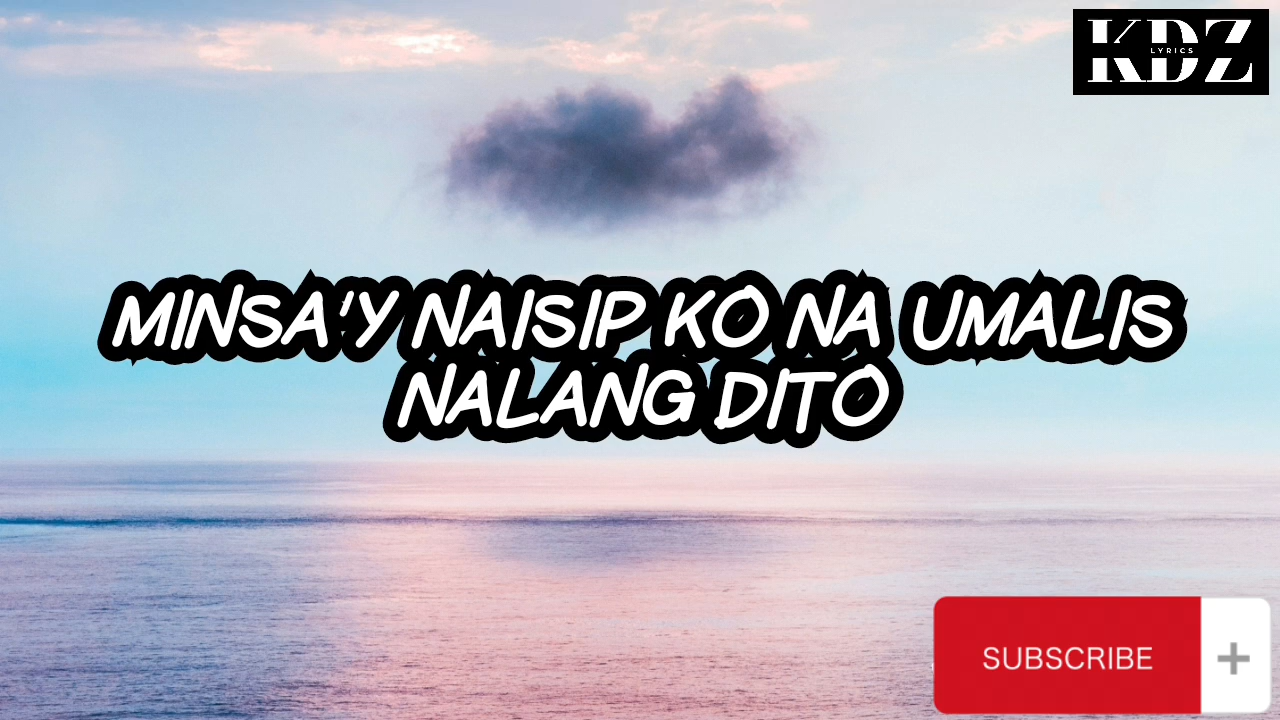 KDZ
LYRICS
MINSA'Y NAISIP KO NA UMALIS
NALANG DITO
SUBSCRIBE +